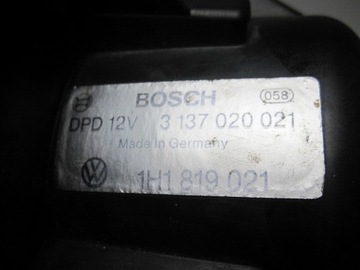 BOSCH 058
DPD 12V 3 137 020 021
Made in Germany
1H1 819 021